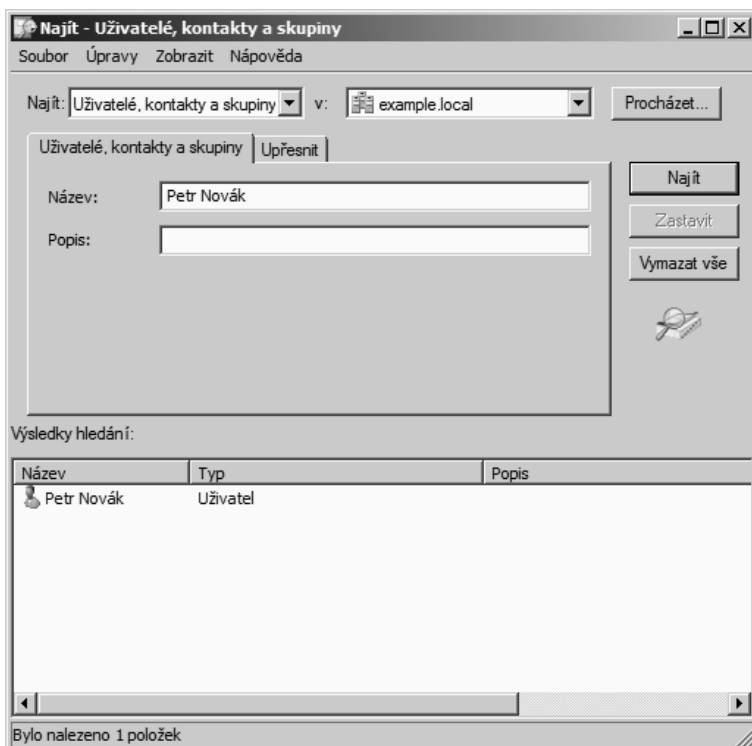 Najít - Uživatelé, kontakty a skupiny
Soubor Úpravy Zobrazit Nápověda
Najít: Uživatelé, kontakty a skupiny v: example.local Procházet...
Uživatelé, kontakty a skupiny Upřesnit
Najít
Název: Petr Novák
Zastavit
Popis:
Vymazat vše
Výsledky hledání:
Název Typ Popis
Petr Novák Uživatel
Bylo nalezeno 1 položek